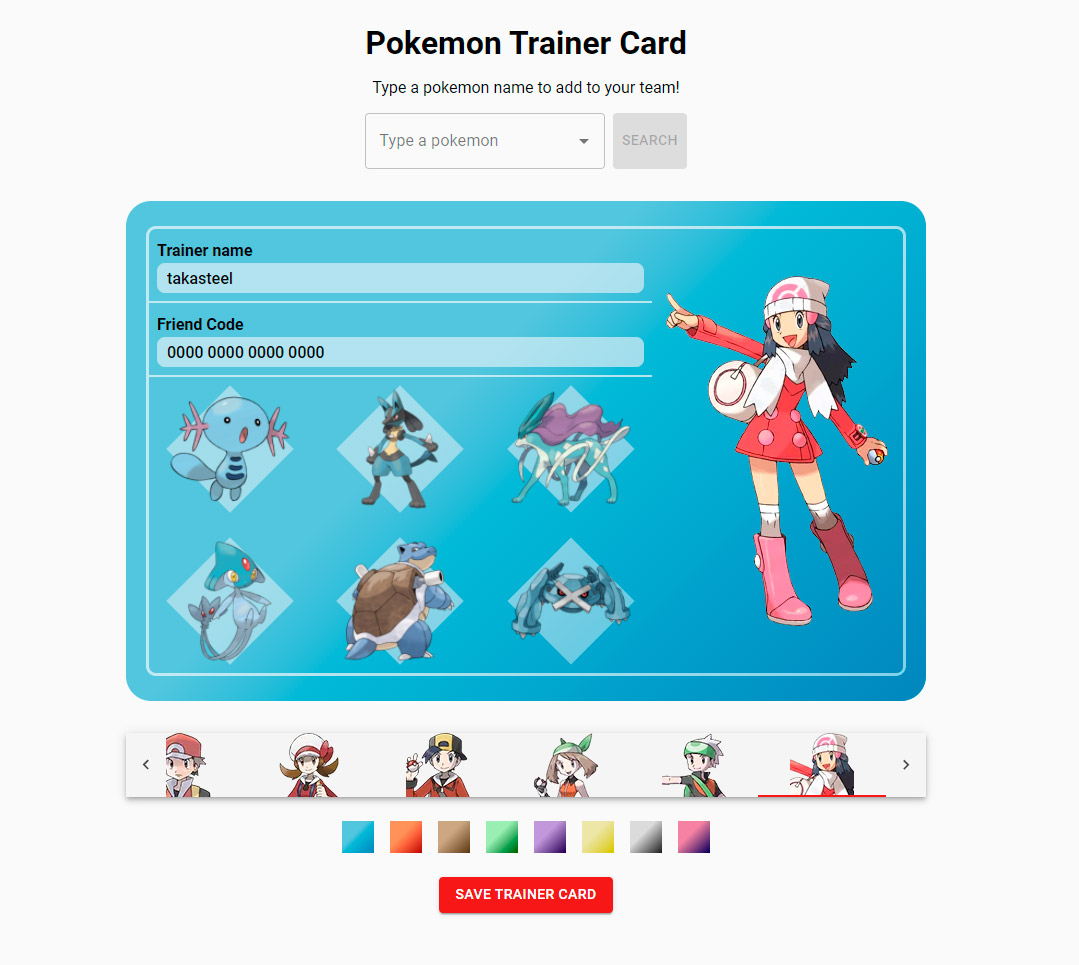 Pokemon Trainer Card
Type a pokemon name to add to your team!
Type a pokemon
SEARCH
Trainer name
takasteel
Friend Code
0000 0000 0000 0000
SAVE TRAINER CARD